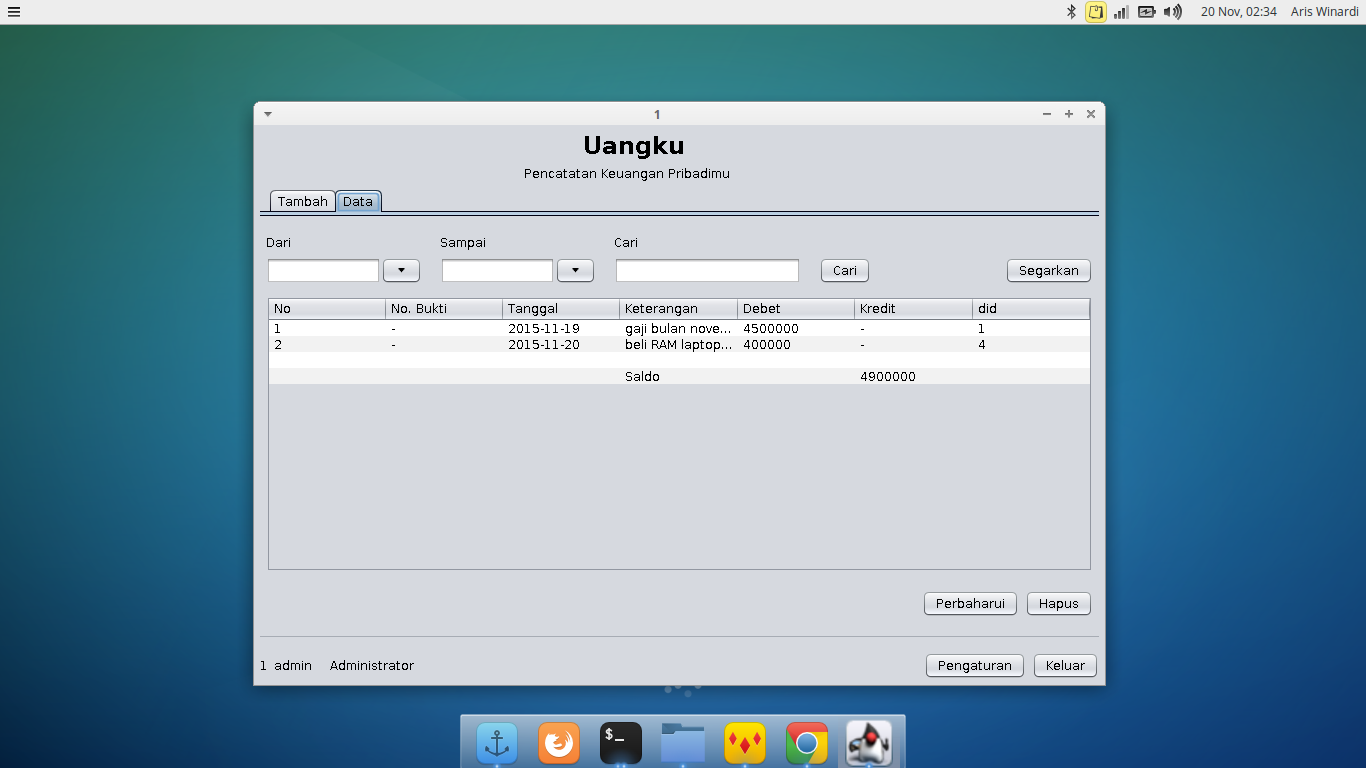 20 Nov, 02:34 Aris Winardi
1
Uangku
Pencatatan Keuangan Pribadimu
Tambah Data
Dari Sampai Cari
Cari Segarkan
No No. Bukti Tanggal Keterangan Debet Kredit did
1 - 2015-11-19 gaji bulan nove... 4500000 - 1
2 - 2015-11-20 beli RAM laptop... 400000 - 4
Saldo 4900000
Perbaharui Hapus
1 admin Administrator Pengaturan Keluar
$_